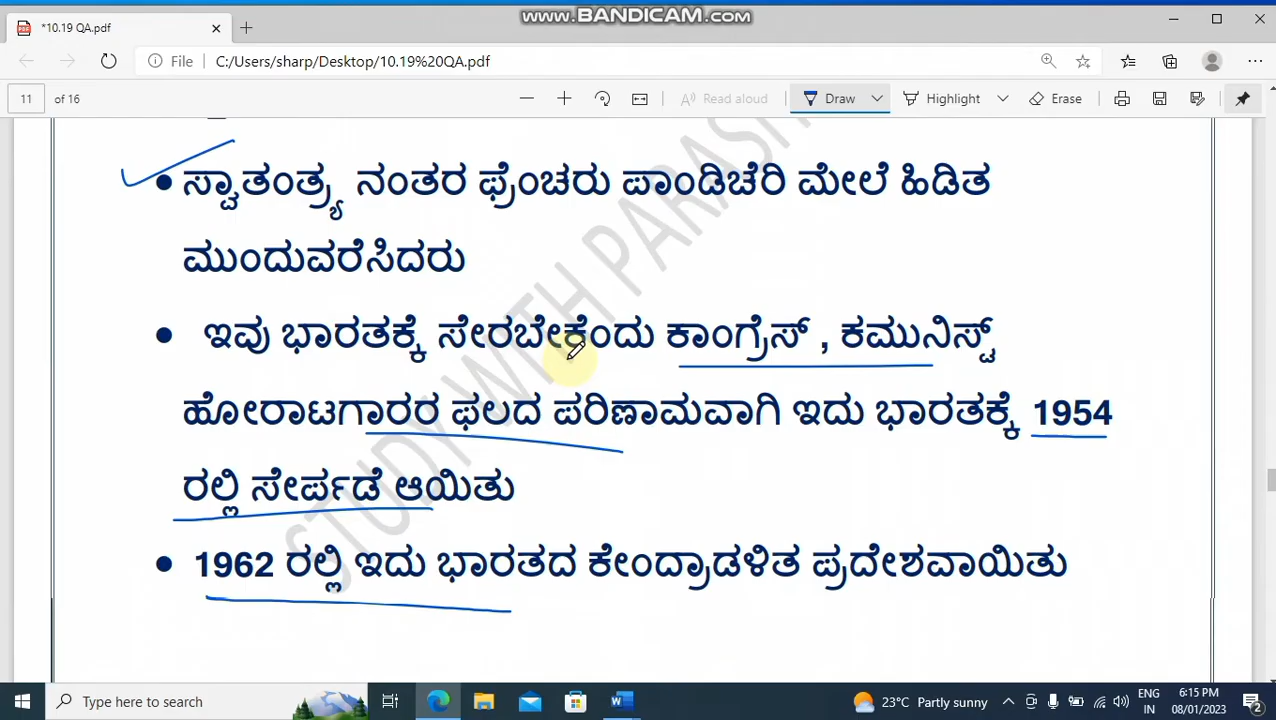 www.BANDICAM.com
*10.19 QA.pdf
File
C:/Users/sharp/Desktop/10.19%20QA.pdf
11 of 16
Read aloud
Draw
Highlight
Erase
ಸ್ವಾತಂತ್ರ್ಯ ನಂತರ ಫ್ರೆಂಚರು ಪಾಂಡಿಚೆರಿ ಮೇಲೆ ಹಿಡಿತ
ಮುಂದುವರೆಸಿದರು
ಇವು ಭಾರತಕ್ಕೆ ಸೇರಬೇಕೆಂದು ಕಾಂಗ್ರೆಸ್ , ಕಮುನಿಸ್ಟ್
ಹೋರಾಟಗಾರರ ಫಲದ ಪರಿಣಾಮವಾಗಿ ಇದು ಭಾರತಕ್ಕೆ 1954
ರಲ್ಲಿ ಸೇರ್ಪಡೆ ಆಯಿತು
1962 ರಲ್ಲಿ ಇದು ಭಾರತದ ಕೇಂದ್ರಾಡಳಿತ ಪ್ರದೇಶವಾಯಿತು
STUDY WITH
Type here to search
23°C Partly sunny
ENG
IN
6:15 PM
08/01/2023
2